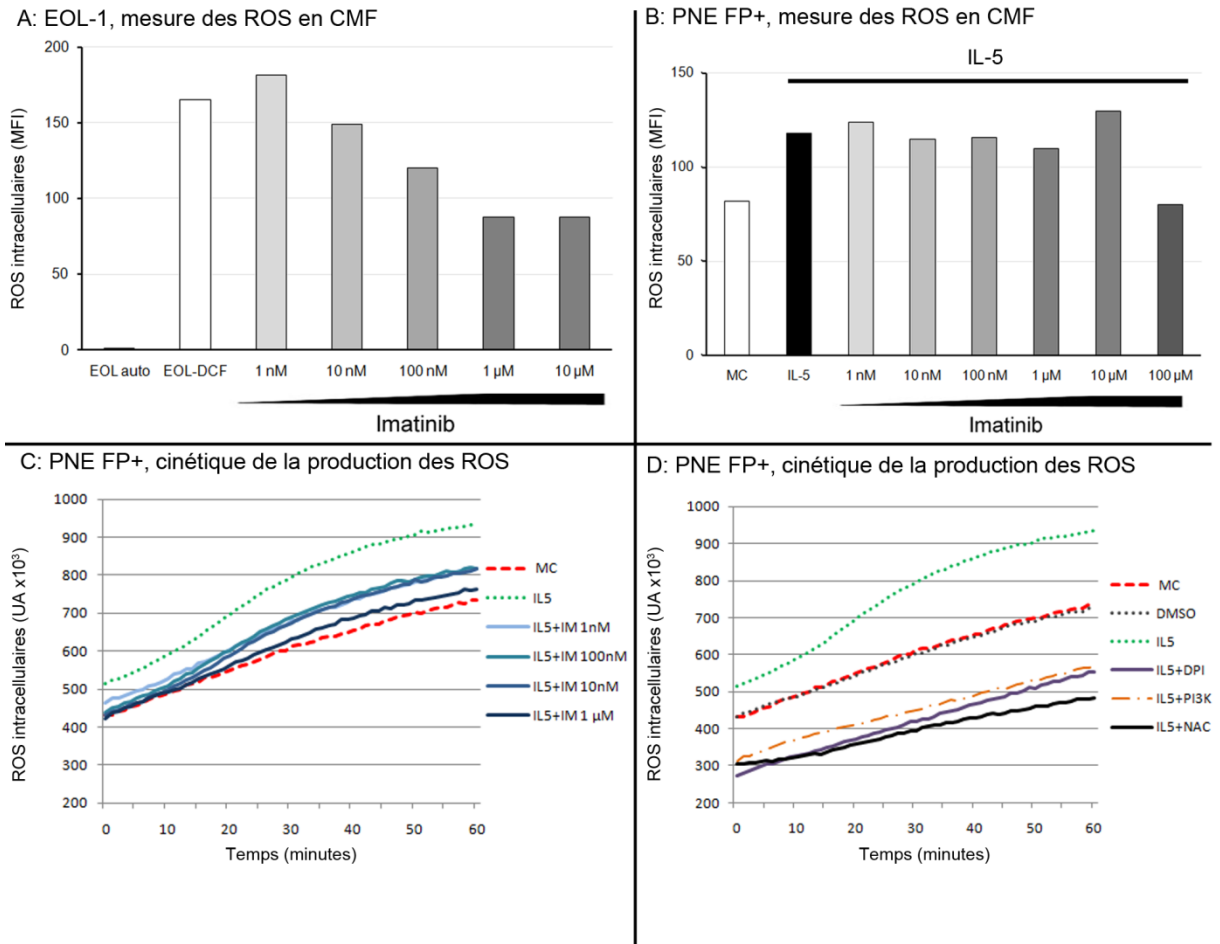 A: EOL-1, mesure des ROS en CMF
ROS intracellulaires (MFI)
200
150
100
50
0
EOL auto EOL-DCF 1 nM 10 nM 100 nM 1 µM 10 µM
Imatinib
B: PNE FP+, mesure des ROS en CMF
IL-5
ROS intracellulaires (MFI)
150
100
50
0
MC IL-5 1 nM 10 nM 100 nM 1 µM 10 µM 100 µM
Imatinib
C: PNE FP+, cinétique de la production des ROS
ROS intracellulaires (UA x10³)
1000
900
800
700
600
500
400
300
200
0 10 20 30 40 50 60
Temps (minutes)
MC
IL5
IL5+IM 1nM
IL5+IM 100nM
IL5+IM 10nM
IL5+IM 1 µM
D: PNE FP+, cinétique de la production des ROS
ROS intracellulaires (UA x10³)
1000
900
800
700
600
500
400
300
200
0 10 20 30 40 50 60
Temps (minutes)
MC
DMSO
IL5
IL5+DPI
IL5+PI3K
IL5+NAC